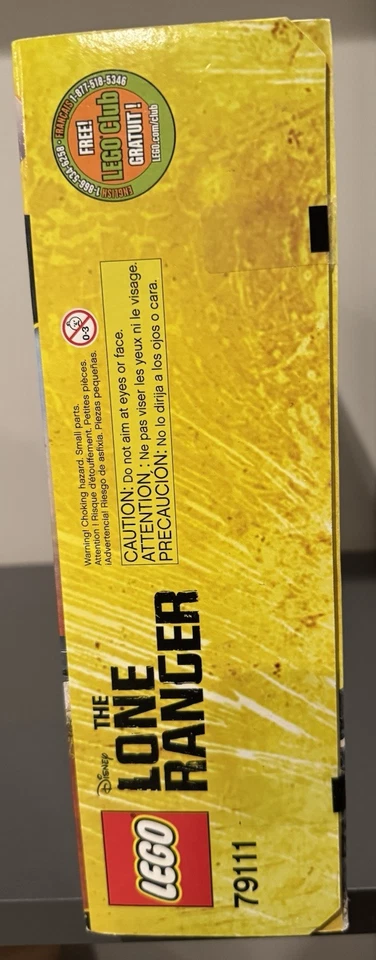 LEGO
79111
DISNEY
THE
LONE
RANGER
Warning! Choking hazard. Small parts.
Attention ! Risque d'étouffement. Petites pièces.
¡Advertencia! Riesgo de asfixia. Piezas pequeñas.
0-3
CAUTION: Do not aim at eyes or face.
ATTENTION : Ne pas viser les yeux ni le visage.
PRECAUCIÓN: No lo dirija a los ojos o cara.
ENGLISH 1-866-534-6258 · FRANÇAIS 1-877-518-5346
FREE!
LEGO Club
GRATUIT !
LEGO.com/club